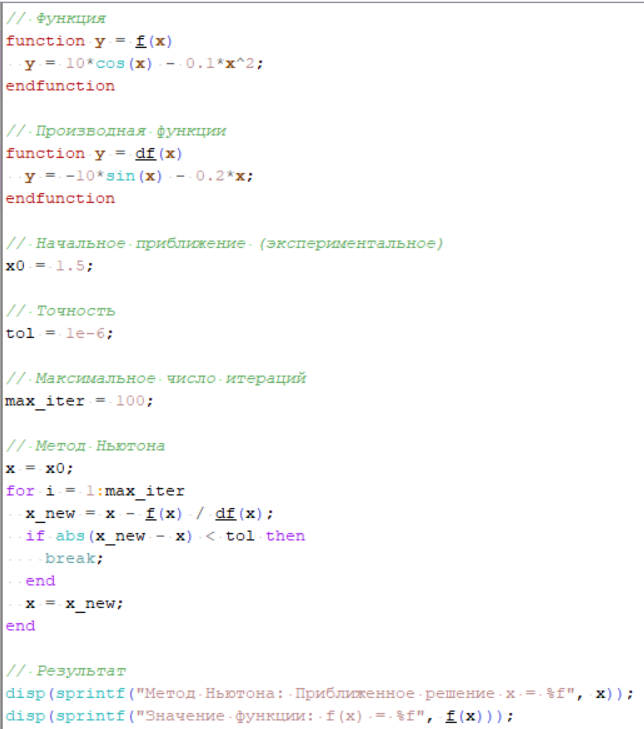 // Функция
function y = f(x)
  y = 10*cos(x) - 0.1*x^2;
endfunction

// Производная функции
function y = df(x)
  y = -10*sin(x) - 0.2*x;
endfunction

// Начальное приближение (экспериментальное)
x0 = 1.5;

// Точность
tol = 1e-6;

// Максимальное число итераций
max_iter = 100;

// Метод Ньютона
x = x0;
for i = 1:max_iter
  x_new = x - f(x) / df(x);
  if abs(x_new - x) < tol then
    break;
  end
  x = x_new;
end

// Результат
disp(sprintf("Метод Ньютона: Приближенное решение x = %f", x));
disp(sprintf("Значение функции: f(x) = %f", f(x)));